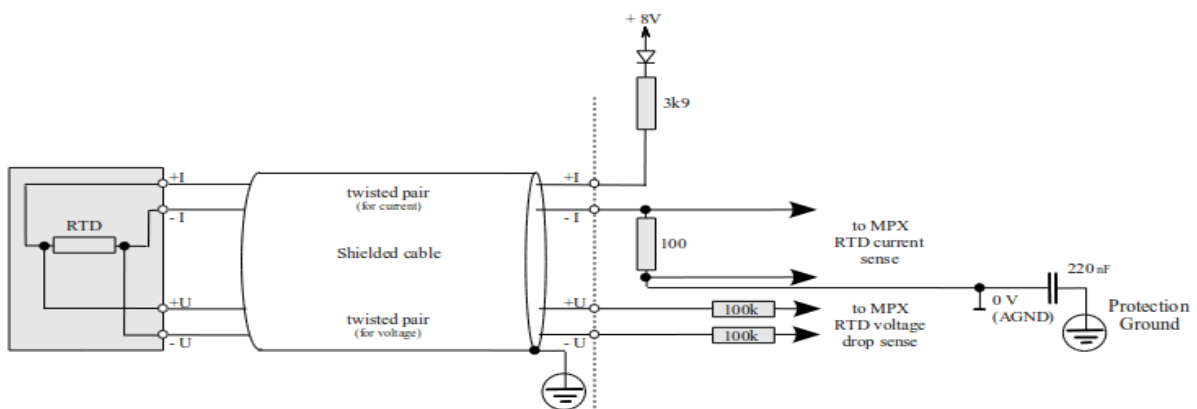 + 8V
3k9
+I
twisted pair
(for current)
+I
- I
- I
RTD
100
to MPX
RTD current
sense
Shielded cable
220 nF
+U
+U
100k
to MPX
RTD voltage
drop sense
0 V
(AGND)
Protection
Ground
twisted pair
(for voltage)
- U
- U
100k